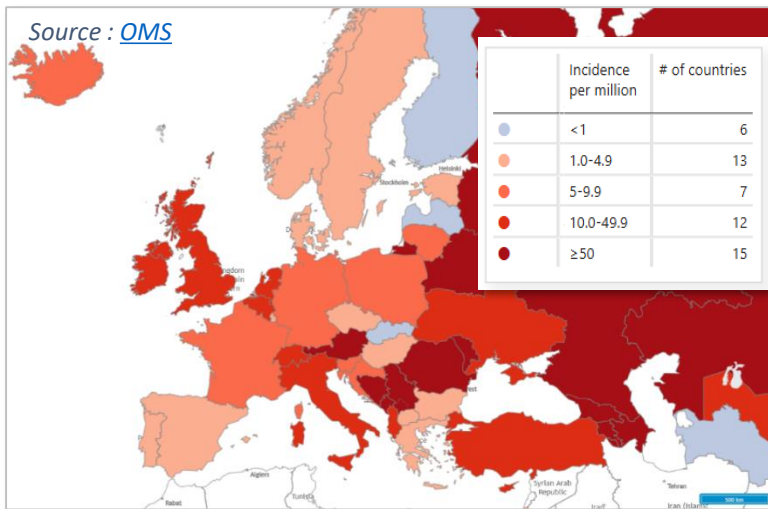 Source : OMS
Incidence per million
# of countries
<1 6
1.0-4.9 13
5-9.9 7
10.0-49.9 12
≥50 15
Helsinki
Stockholm
Algiers
Rabat
Syrian Arab
Republic
Tehran
500 km